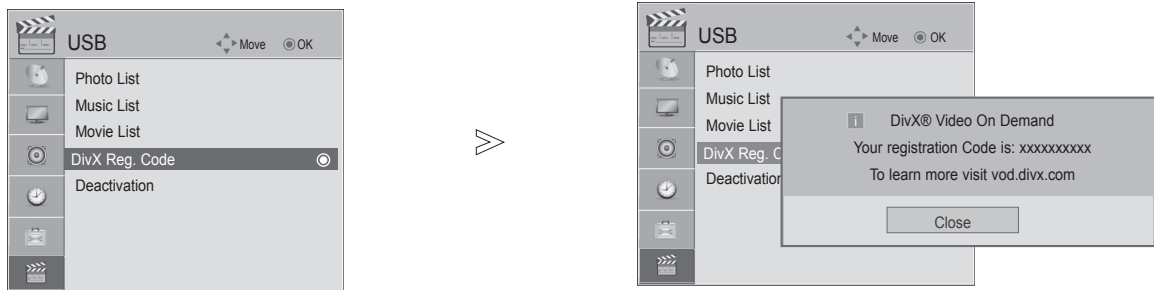 USB
Move
OK
Photo List
Music List
Movie List
DivX Reg. Code
Deactivation
USB
Move
OK
Photo List
Music List
Movie List
DivX Reg. C
Deactivation
i
DivX® Video On Demand
Your registration Code is: xxxxxxxxxx
To learn more visit vod.divx.com
Close